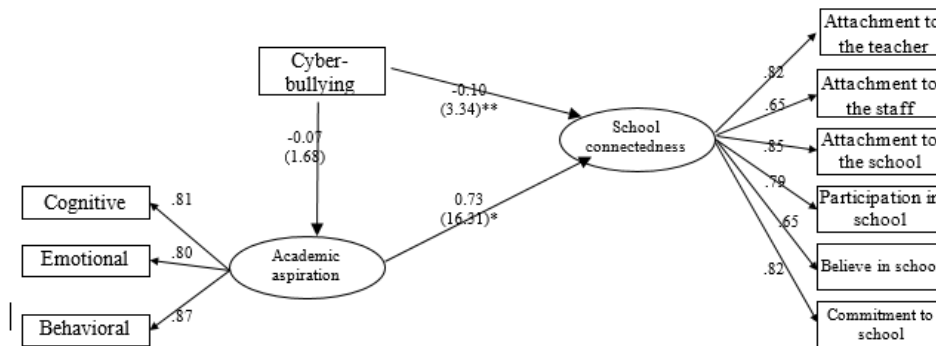 Attachment to
the teacher
Cyber-
bullying
.82
-0.10
(3.34)**
Attachment to
the staff
.65
School
connectedness
-0.07
(1.68)
.85
Attachment to
the school
.79
Cognitive
.81
0.73
(16.31)*
Participation in
school
.65
Emotional
.80
Academic
aspiration
.82
Believe in school
Behavioral
.87
Commitment to
school